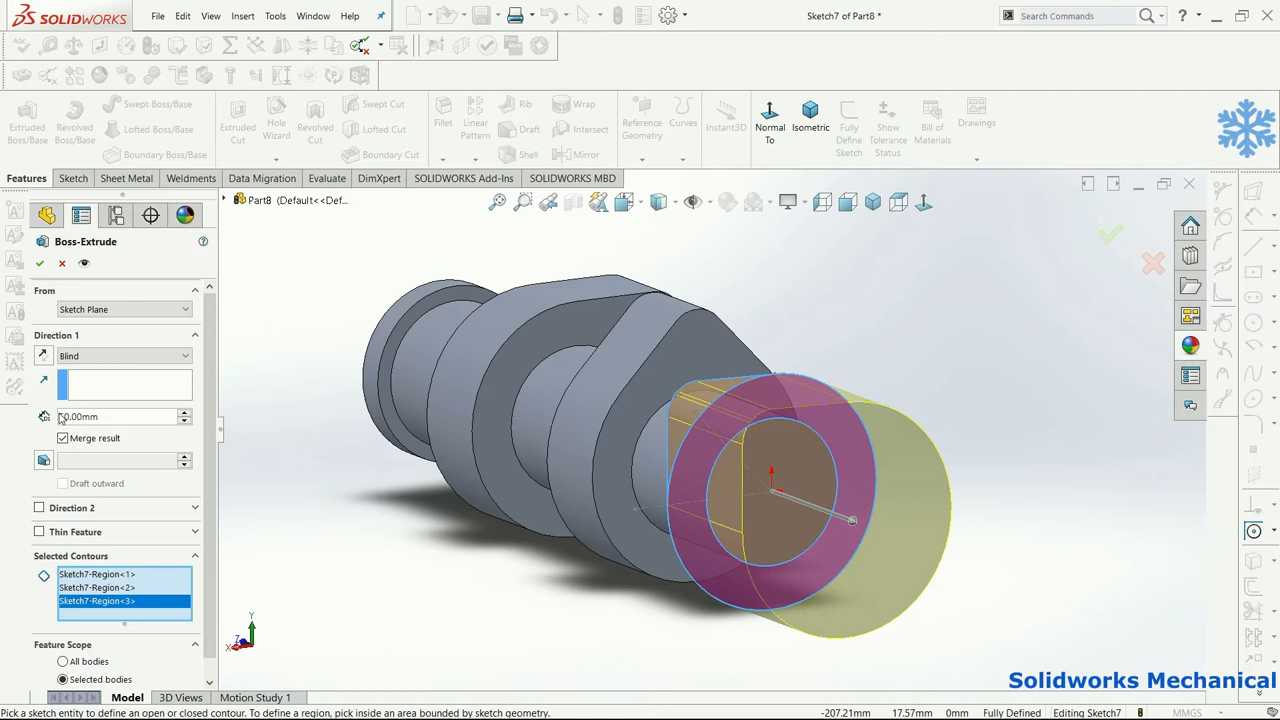 SOLIDWORKS
File Edit View Insert Tools Window Help
Sketch7 of Part8 *
Search Commands
Extruded Boss/Base
Revolved Boss/Base
Swept Boss/Base
Lofted Boss/Base
Boundary Boss/Base
Extruded Cut
Hole Wizard
Revolved Cut
Swept Cut
Lofted Cut
Boundary Cut
Fillet
Linear Pattern
Rib
Draft
Shell
Wrap
Intersect
Mirror
Reference Geometry
Curves
Instant3D
Normal To
Isometric
Fully Define Sketch
Show Tolerance Status
Bill of Materials
Drawings
Features Sketch Sheet Metal Weldments Data Migration Evaluate DimXpert SOLIDWORKS Add-Ins SOLIDWORKS MBD
Part8 (Default<<Def...
Boss-Extrude
From
Sketch Plane
Direction 1
Blind
0.00mm
Merge result
Draft outward
Direction 2
Thin Feature
Selected Contours
Sketch7-Region<1>
Sketch7-Region<2>
Sketch7-Region<3>
Feature Scope
All bodies
Selected bodies
Y
X
Z
Solidworks Mechanical
Model 3D Views Motion Study 1
Pick a sketch entity to define an open or closed contour. To define a region, pick inside an area bounded by sketch geometry.
-207.21mm 17.57mm 0mm Fully Defined Editing Sketch7 MMGS